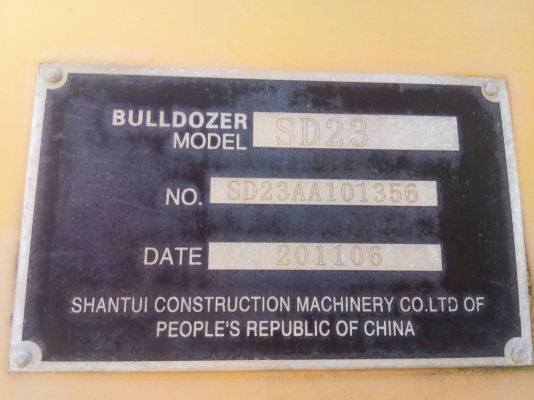 BULLDOZER MODEL SD23
NO. SD23AA101356
DATE 201106
SHANTUI CONSTRUCTION MACHINERY CO.LTD OF
PEOPLE'S REPUBLIC OF CHINA